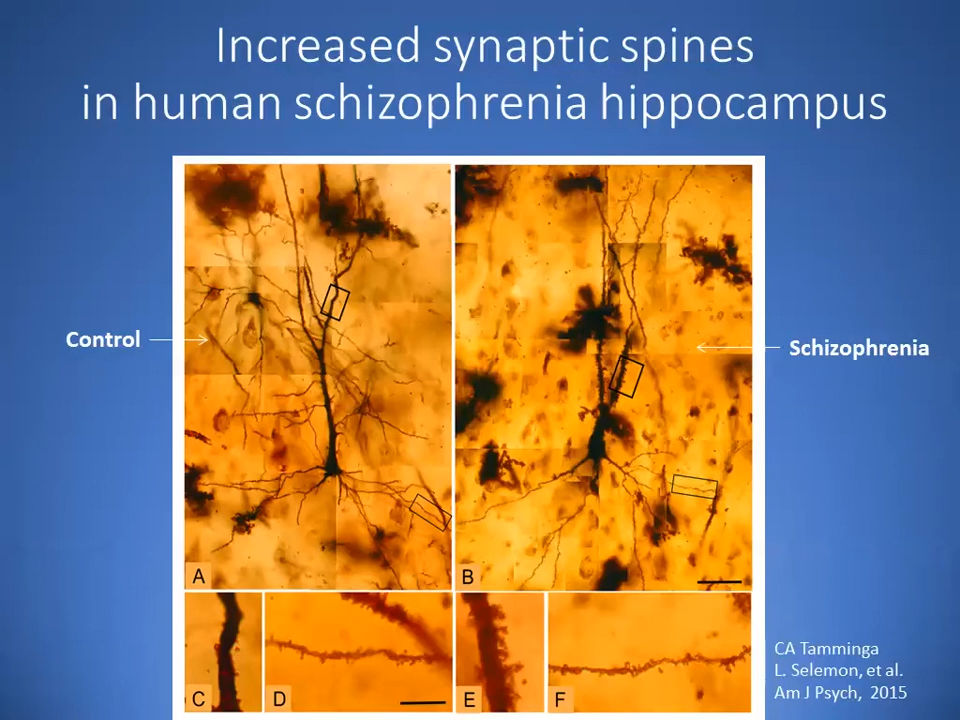 Increased synaptic spines
in human schizophrenia hippocampus
Control
Schizophrenia
A
B
C
D
E
F
CA Tamminga
L. Selemon, et al.
Am J Psych, 2015